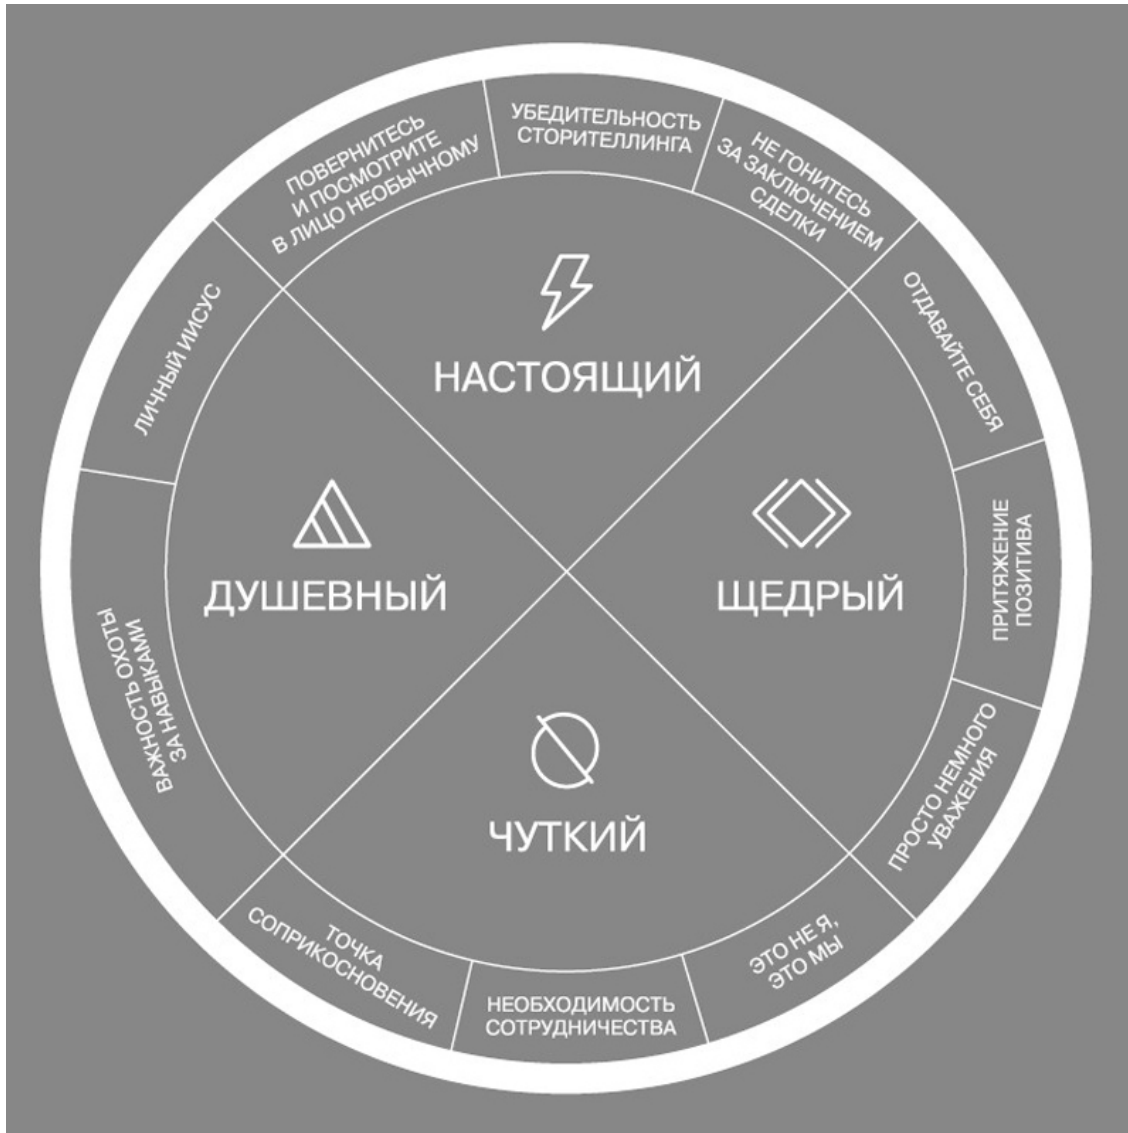 ПОВЕРНИТЕСЬ
И ПОСМОТРИТЕ
В ЛИЦО НЕОБЫЧНОМУ
УБЕДИТЕЛЬНОСТЬ
СТОРИТЕЛЛИНГА
НЕ ГОНИТЕСЬ
ЗА ЗАКЛЮЧЕНИЕМ
СДЕЛКИ
ОТДАВАЙТЕ СЕБЯ
ПРИТЯЖЕНИЕ
ПОЗИТИВА
ПРОСТО НЕМНОГО
УВАЖЕНИЯ
ЭТО НЕ Я,
ЭТО МЫ
НЕОБХОДИМОСТЬ
СОТРУДНИЧЕСТВА
ТОЧКА
СОПРИКОСНОВЕНИЯ
ВАЖНОСТЬ ОХОТЫ
ЗА НАВЫКАМИ
ЛИЧНЫЙ ИИСУС
НАСТОЯЩИЙ
ДУШЕВНЫЙ
ЩЕДРЫЙ
ЧУТКИЙ